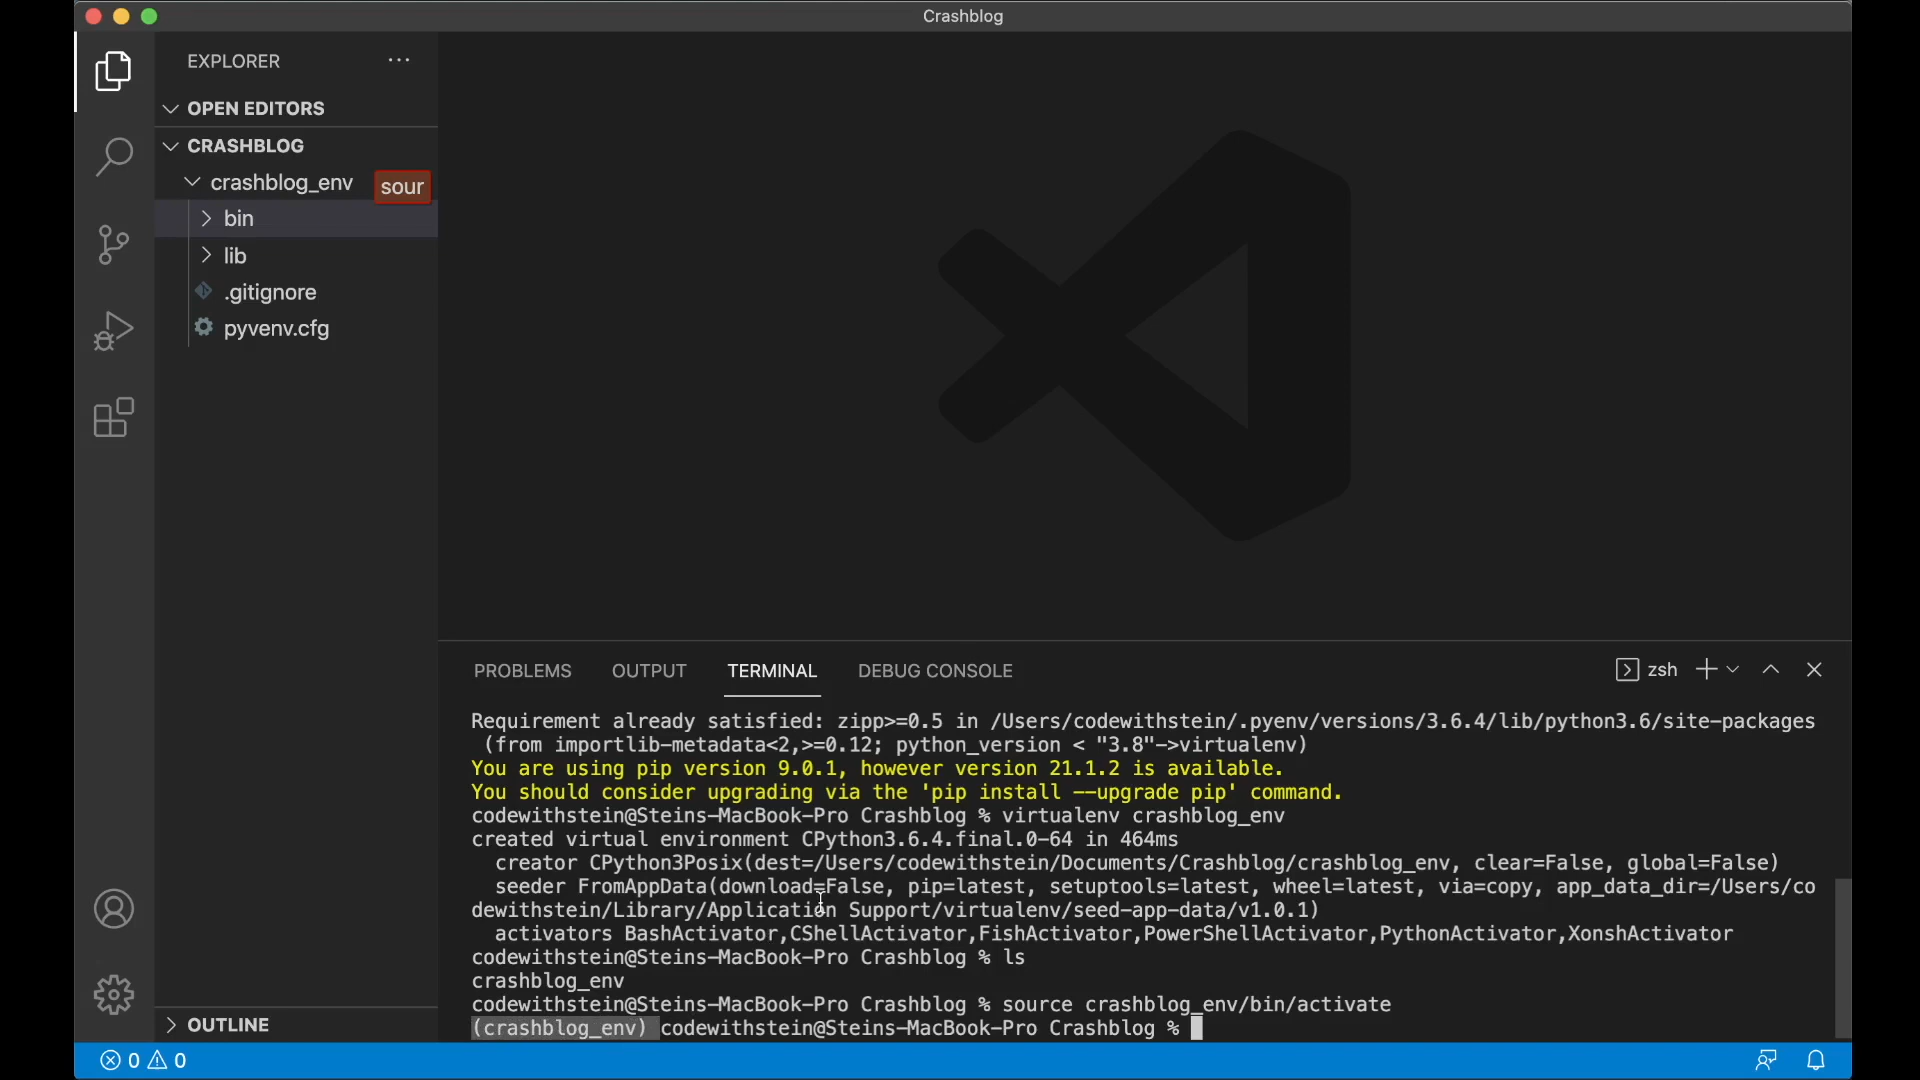 Crashblog
EXPLORER
OPEN EDITORS
CRASHBLOG
crashblog_env
sour
bin
lib
.gitignore
pyvenv.cfg
OUTLINE
PROBLEMS OUTPUT TERMINAL DEBUG CONSOLE
zsh
Requirement already satisfied: zipp>=0.5 in /Users/codewithstein/.pyenv/versions/3.6.4/lib/python3.6/site-packages
(from importlib-metadata<2,>=0.12; python_version < "3.8"->virtualenv)
You are using pip version 9.0.1, however version 21.1.2 is available.
You should consider upgrading via the 'pip install --upgrade pip' command.
codewithstein@Steins-MacBook-Pro Crashblog % virtualenv crashblog_env
created virtual environment CPython3.6.4.final.0-64 in 464ms
creator CPython3Posix(dest=/Users/codewithstein/Documents/Crashblog/crashblog_env, clear=False, global=False)
seeder FromAppData(download=False, pip=latest, setuptools=latest, wheel=latest, via=copy, app_data_dir=/Users/co
dewithstein/Library/Application Support/virtualenv/seed-app-data/v1.0.1)
activators BashActivator,CShellActivator,FishActivator,PowerShellActivator,PythonActivator,XonshActivator
codewithstein@Steins-MacBook-Pro Crashblog % ls
crashblog_env
codewithstein@Steins-MacBook-Pro Crashblog % source crashblog_env/bin/activate
(crashblog_env) codewithstein@Steins-MacBook-Pro Crashblog %
0 0